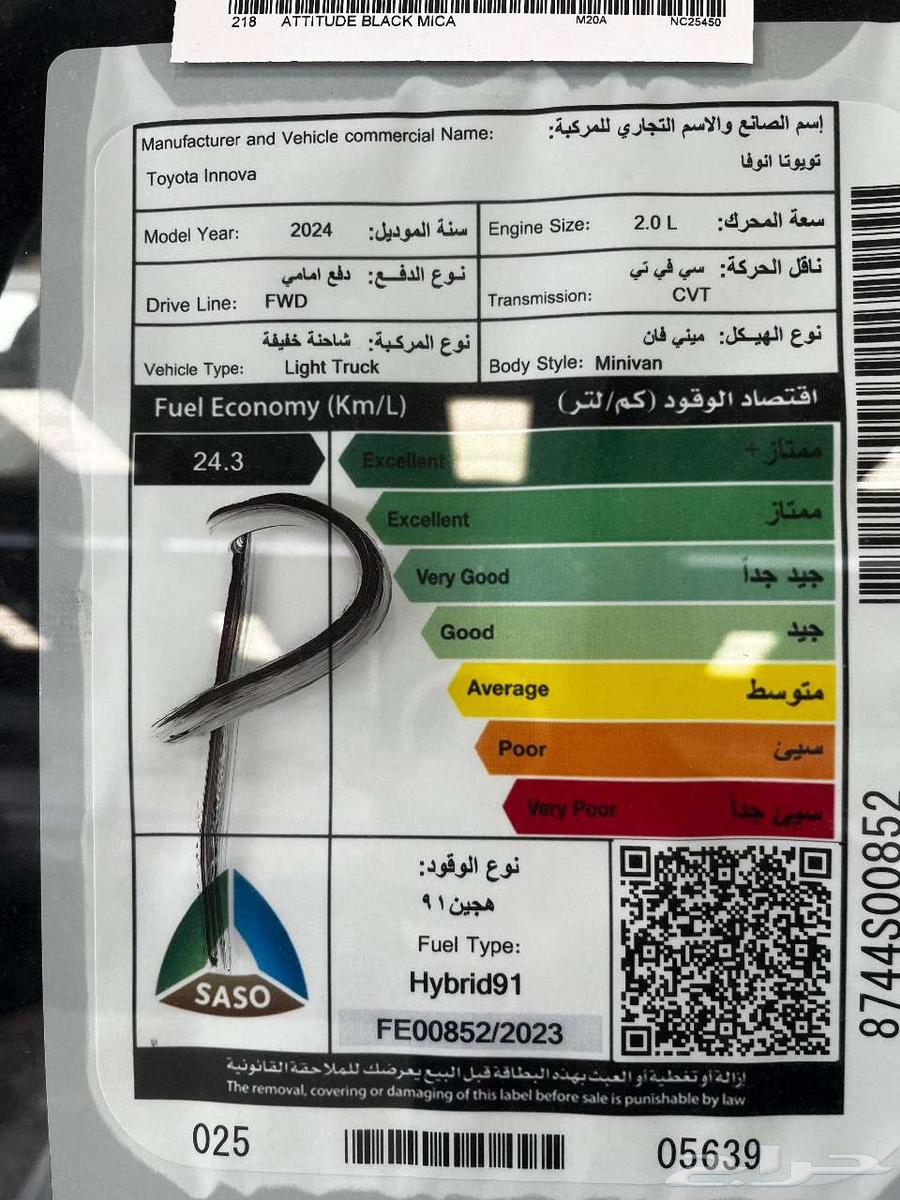 218 ATTITUDE BLACK MICA M20A NC25450
Manufacturer and Vehicle commercial Name: إسم الصانع والاسم التجاري للمركبة:
Toyota Innova تويوتا انوفا
Model Year: 2024 سنة الموديل:
Engine Size: 2.0 L سعة المحرك:
نوع الدفع: دفع امامي
Drive Line: FWD
ناقل الحركة: سي في تي
Transmission: CVT
نوع المركبة: شاحنة خفيفة
Vehicle Type: Light Truck
نوع الهيكل: ميني فان
Body Style: Minivan
Fuel Economy (Km/L) اقتصاد الوقود (كم/لتر)
24.3
Excellent ممتاز +
Excellent ممتاز
Very Good جيد جداً
Good جيد
Average متوسط
Poor سيئ
Very Poor سيئ جداً
P
SASO
نوع الوقود:
هجين ٩١
Fuel Type:
Hybrid91
FE00852/2023
إزالة أو تغطية أو العبث بهذه البطاقة قبل البيع يعرضك للملاحقة القانونية
The removal, covering or damaging of this label before sale is punishable by law
025 05639
8744S00852
حراج